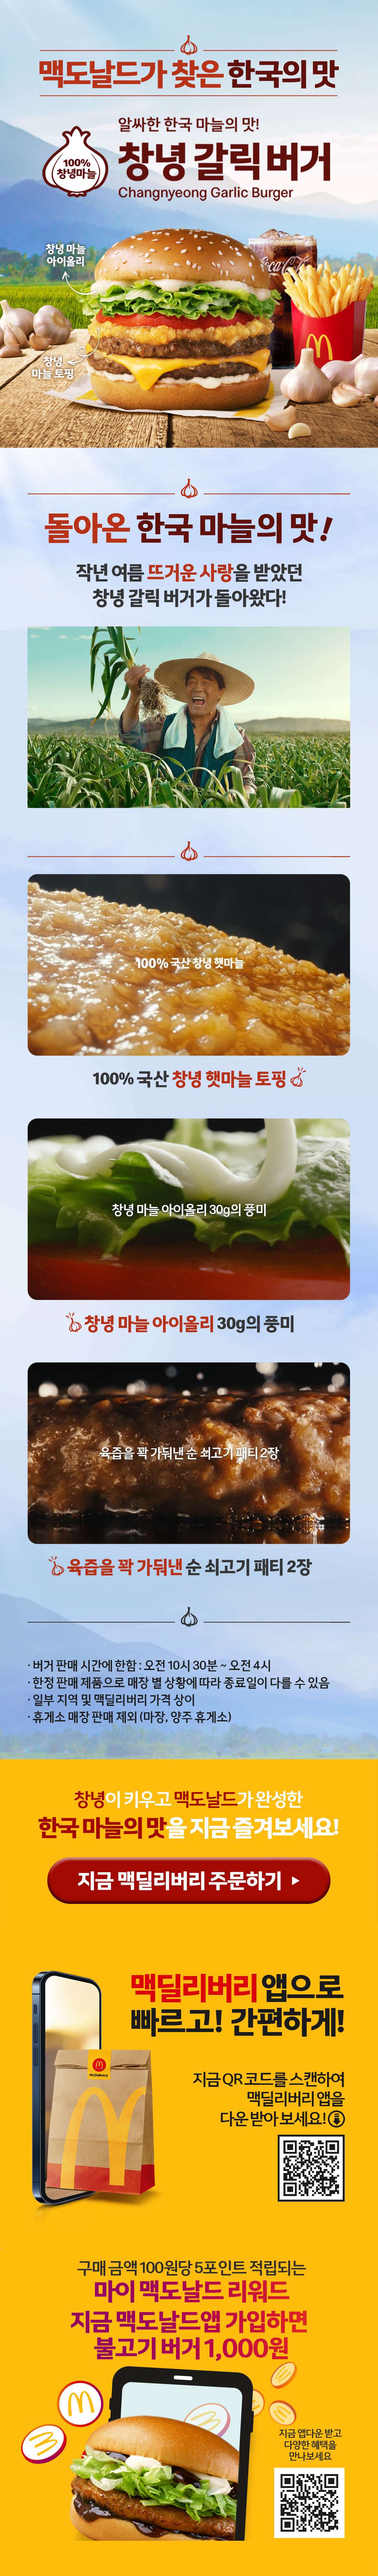 맥도날드가 찾은 한국의 맛
알싸한 한국 마늘의 맛!
100%
창녕마늘
창녕 갈릭 버거
Changnyeong Garlic Burger
창녕 마늘
아이올리
Coca-Cola
창녕
마늘 토핑
돌아온 한국 마늘의 맛!
작년 여름 뜨거운 사랑을 받았던
창녕 갈릭 버거가 돌아왔다!
100% 국산 창녕 햇마늘
100% 국산 창녕 햇마늘 토핑
창녕 마늘 아이올리 30g의 풍미
창녕 마늘 아이올리 30g의 풍미
육즙을 꽉 가둬낸 순 쇠고기 패티 2장
육즙을 꽉 가둬낸 순 쇠고기 패티 2장
· 버거 판매 시간에 한함 : 오전 10시 30분 ~ 오전 4시
· 한정 판매 제품으로 매장 별 상황에 따라 종료일이 다를 수 있음
· 일부 지역 및 맥딜리버리 가격 상이
· 휴게소 매장 판매 제외 (마장, 양주 휴게소)
창녕이 키우고 맥도날드가 완성한
한국 마늘의 맛을 지금 즐겨보세요!
지금 맥딜리버리 주문하기 ▶
맥딜리버리 앱으로
빠르고! 간편하게!
지금 QR 코드를 스캔하여
맥딜리버리 앱을
다운 받아 보세요!
McDelivery
구매 금액 100원당 5포인트 적립되는
마이 맥도날드 리워드
지금 맥도날드앱 가입하면
불고기 버거 1,000원
지금 앱다운 받고
다양한 혜택을
만나보세요